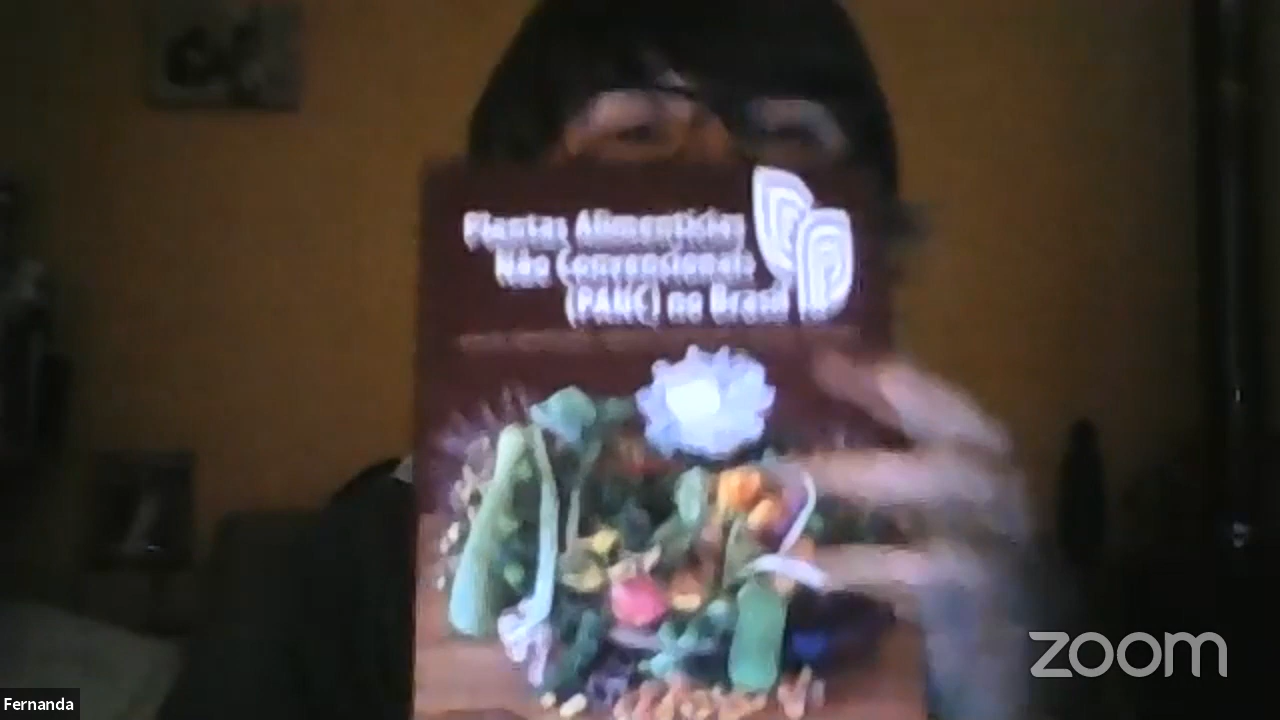 Plantas Alimentícias
Não Convencionais
(PANC) no Brasil
zoom
Fernanda